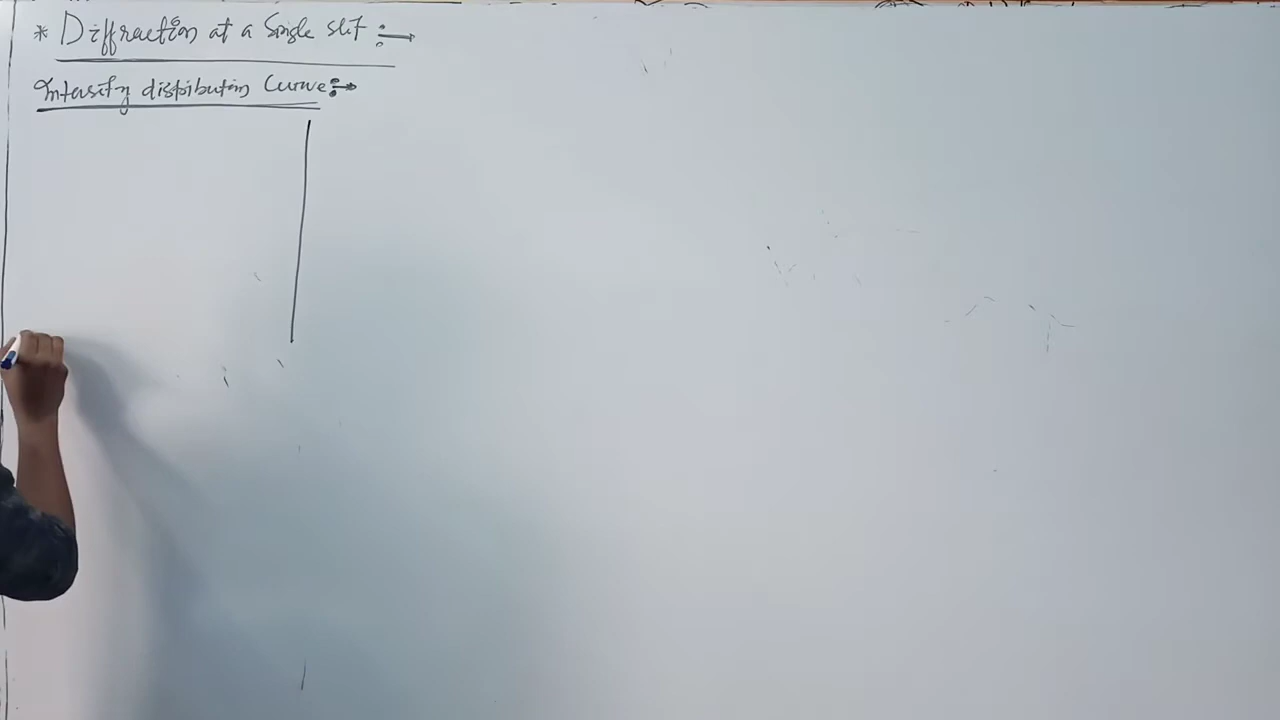 * Diffraction at a Single slit :→
Intensity distribution Curve :→